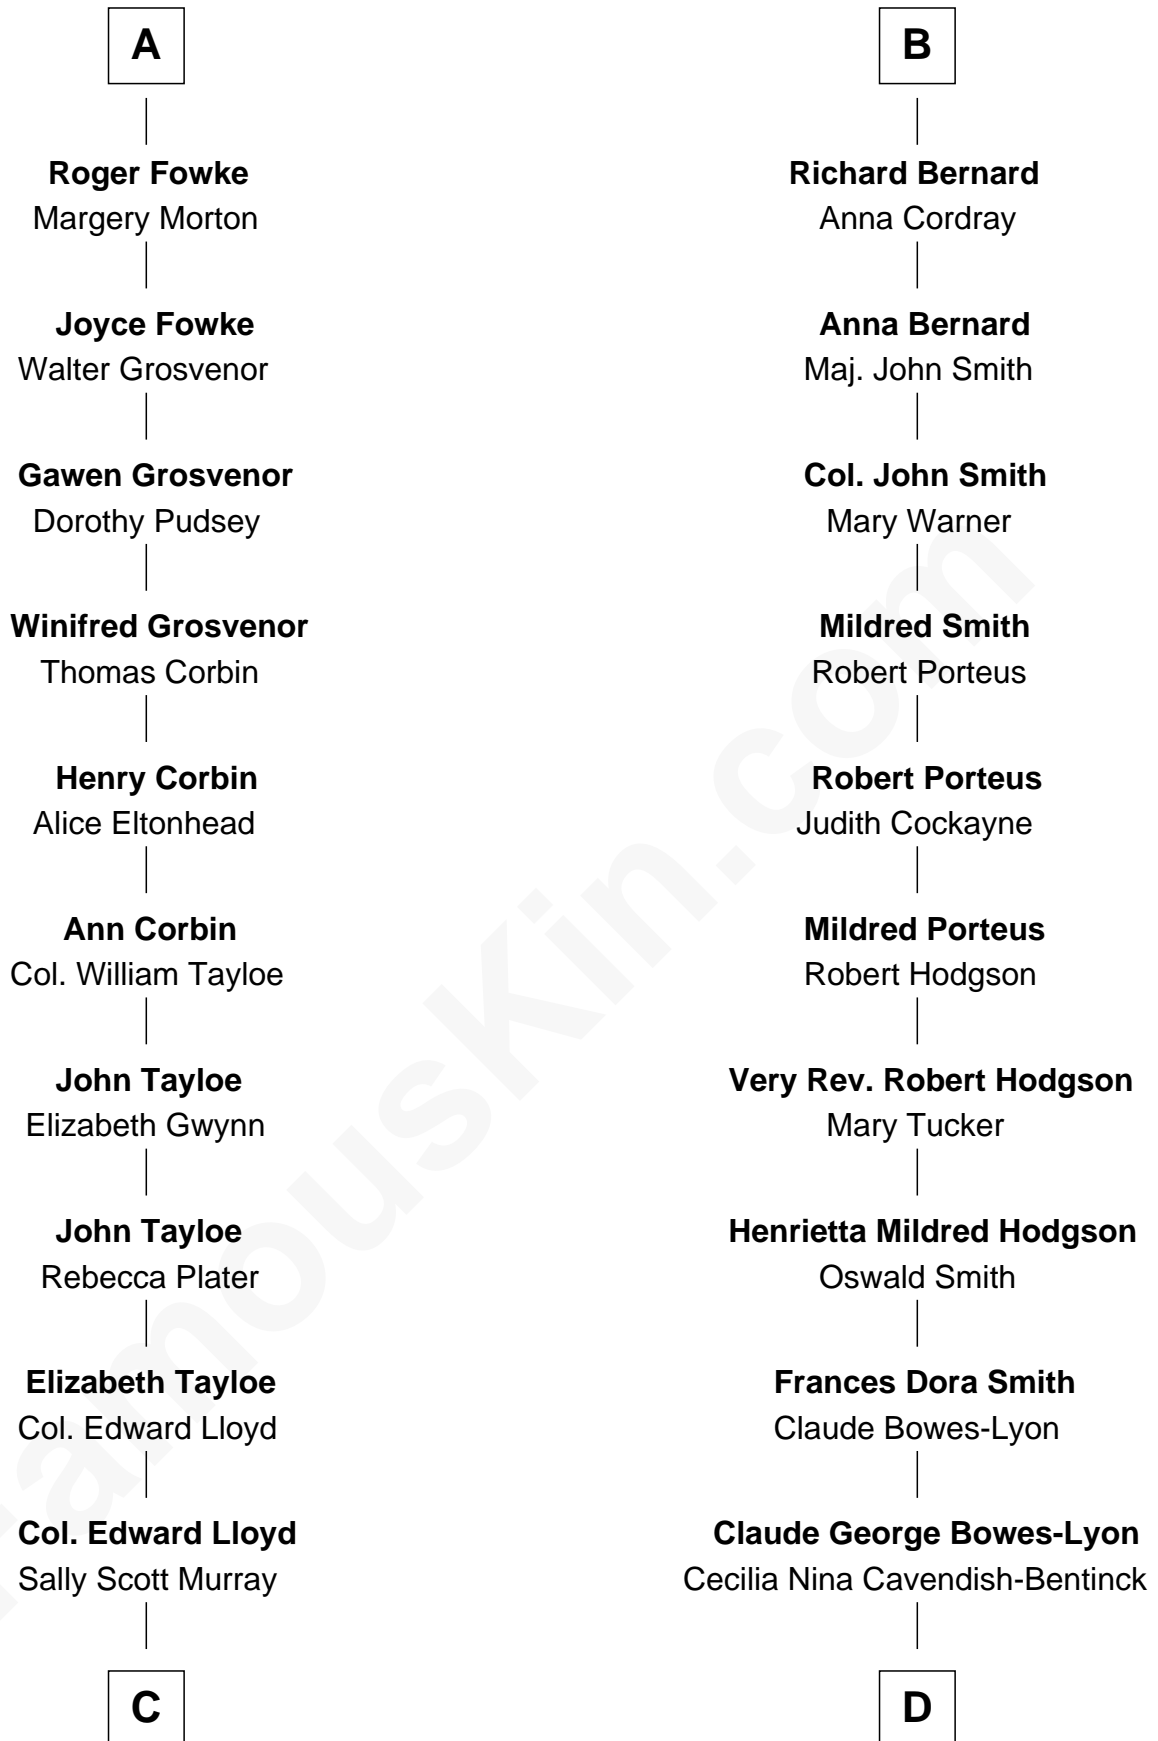 A
Roger Fowke
Margery Morton
Joyce Fowke
Walter Grosvenor
Gawen Grosvenor
Dorothy Pudsey
Winifred Grosvenor
Thomas Corbin
Henry Corbin
Alice Eltonhead
Ann Corbin
Col. William Tayloe
John Tayloe
Elizabeth Gwynn
John Tayloe
Rebecca Plater
Elizabeth Tayloe
Col. Edward Lloyd
Col. Edward Lloyd
Sally Scott Murray
C
B
Richard Bernard
Anna Cordray
Anna Bernard
Maj. John Smith
Col. John Smith
Mary Warner
Mildred Smith
Robert Porteus
Robert Porteus
Judith Cockayne
Mildred Porteus
Robert Hodgson
Very Rev. Robert Hodgson
Mary Tucker
Henrietta Mildred Hodgson
Oswald Smith
Frances Dora Smith
Claude Bowes-Lyon
Claude George Bowes-Lyon
Cecilia Nina Cavendish-Bentinck
D
FamousKin.com